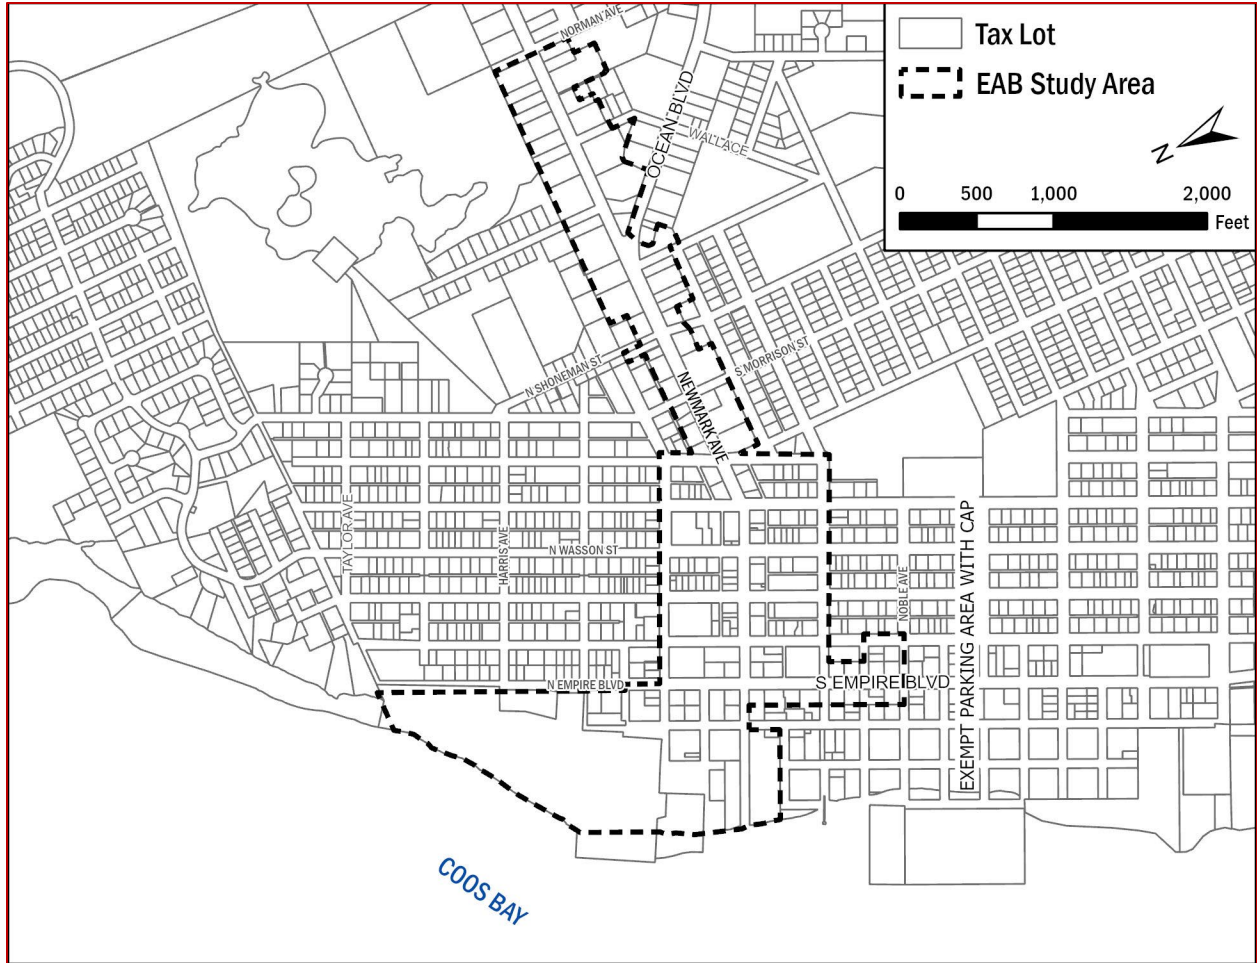 NORMAN AVE
Tax Lot
EAB Study Area
OCEAN BLVD
WALLACE
N
0 500 1,000 2,000
Feet
N SHONEMAN ST
S MORRISON ST
NEWMARK AVE
TAYLOR AVE
HARRIS AVE
N WASSON ST
NOBLE AVE
EXEMPT PARKING AREA WITH CAP
N EMPIRE BLVD
S EMPIRE BLVD
COOS BAY